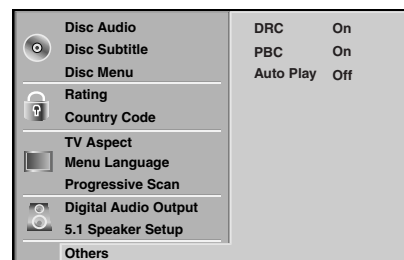 Disc Audio
Disc Subtitle
Disc Menu
Rating
Country Code
TV Aspect
Menu Language
Progressive Scan
Digital Audio Output
5.1 Speaker Setup
Others
DRC On
PBC On
Auto Play Off